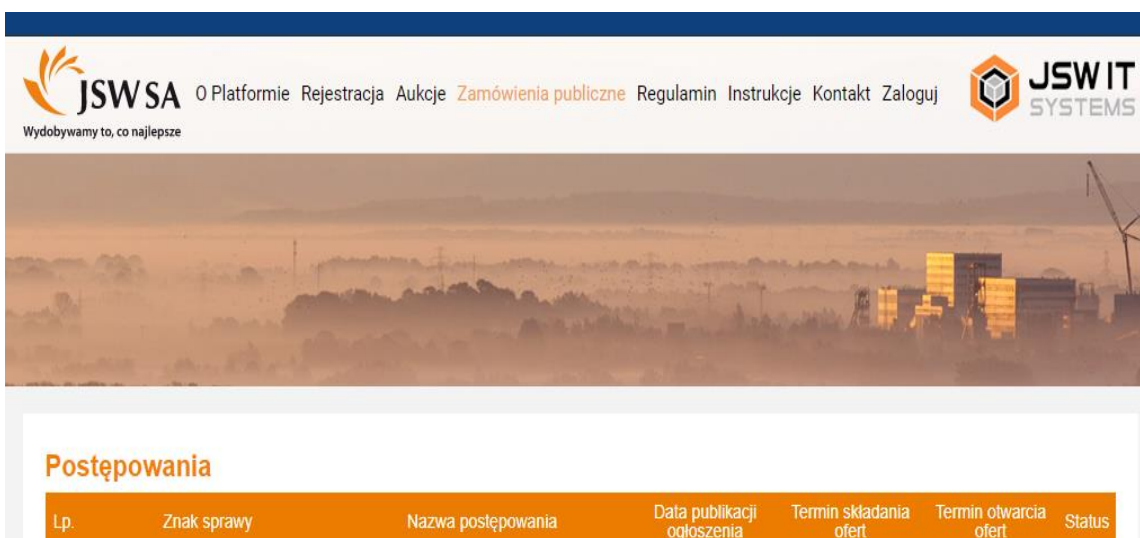 JSW SA
Wydobywamy to, co najlepsze
O Platformie Rejestracja Aukcje Zamówienia publiczne Regulamin Instrukcje Kontakt Zaloguj
JSW IT
SYSTEMS
Postępowania
Lp. Znak sprawy Nazwa postępowania Data publikacji ogłoszenia Termin składania ofert Termin otwarcia ofert Status